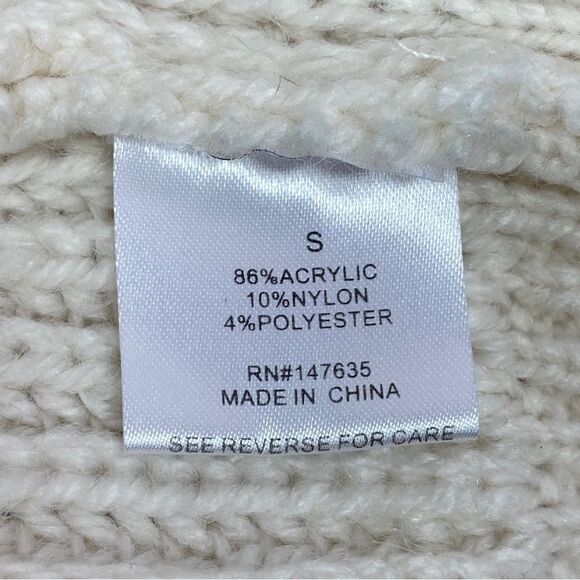 S
86%ACRYLIC
10%NYLON
4%POLYESTER
RN#147635
MADE IN CHINA
SEE REVERSE FOR CARE